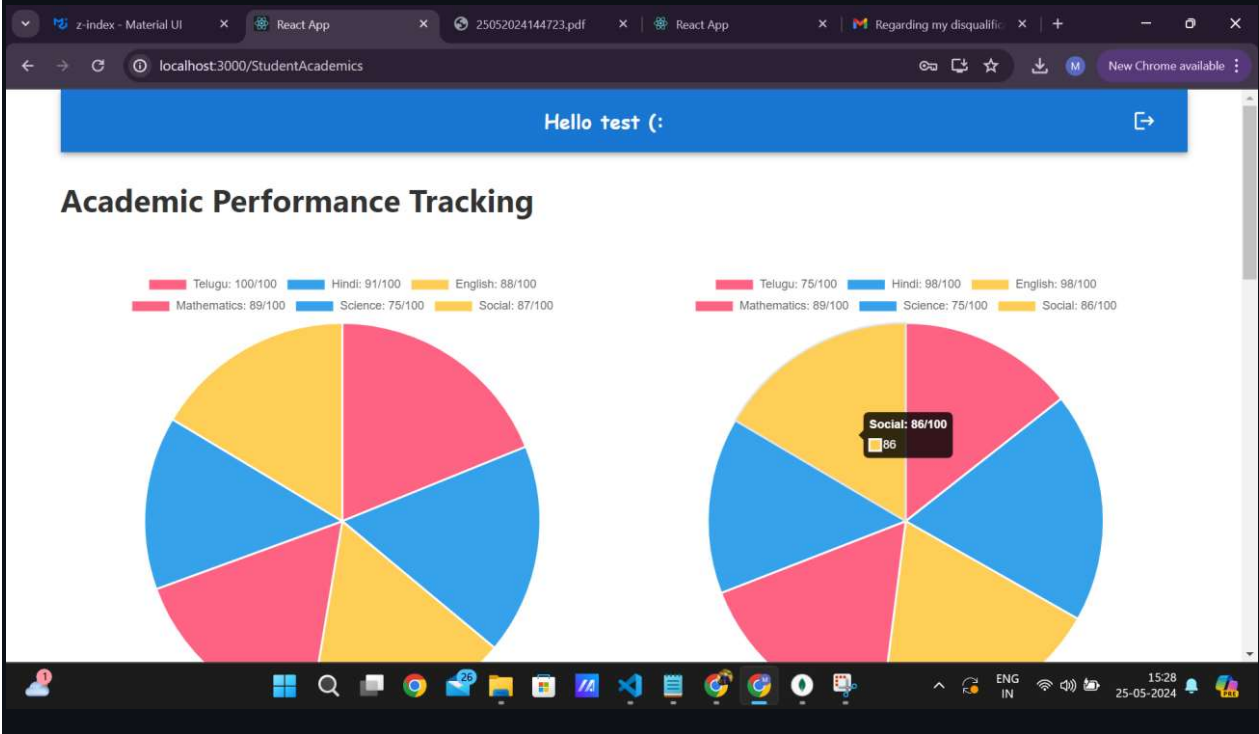 z-index - Material UI
React App
25052024144723.pdf
React App
Regarding my disqualific
localhost:3000/StudentAcademics
M
New Chrome available
Hello test (:
Academic Performance Tracking
Telugu: 100/100 Hindi: 91/100 English: 88/100
Mathematics: 89/100 Science: 75/100 Social: 87/100
Telugu: 75/100 Hindi: 98/100 English: 98/100
Mathematics: 89/100 Science: 75/100 Social: 86/100
Social: 86/100
86
1
26
ENG
IN
15:28
25-05-2024
PRE